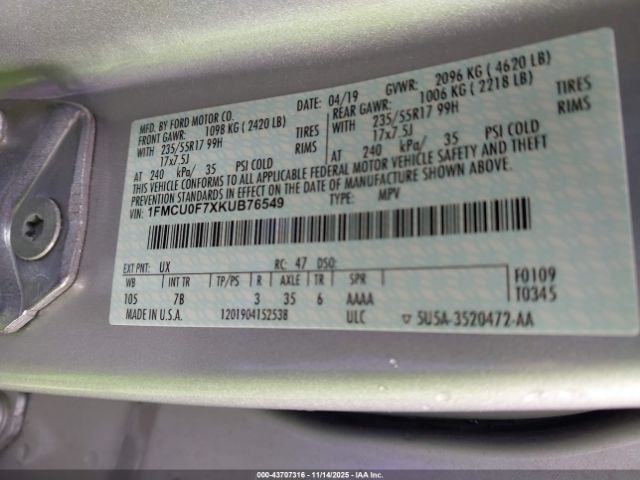 MFD. BY FORD MOTOR CO.
DATE: 04/19 GVWR: 2096 KG ( 4620 LB)
FRONT GAWR: 1098 KG ( 2420 LB) REAR GAWR: 1006 KG ( 2218 LB)
WITH 235/55R17 99H TIRES WITH 235/55R17 99H TIRES
17x7.5J RIMS 17x7.5J RIMS
AT 240 kPa/ 35 PSI COLD AT 240 kPa/ 35 PSI COLD
THIS VEHICLE CONFORMS TO ALL APPLICABLE FEDERAL MOTOR VEHICLE SAFETY AND THEFT
PREVENTION STANDARDS IN EFFECT ON THE DATE OF MANUFACTURE SHOWN ABOVE.
VIN: 1FMCU0F7XKUB76549 TYPE: MPV
EXT PNT: UX RC: 47 DSO:
WB INT TR TP/PS R AXLE TR SPR F0109
105 7B 3 35 6 AAAA T0345
MADE IN U.S.A. 1201904152538 ULC ▽ 5U5A-3520472-AA
00-43707316 - 11/14/2025 - Copyright © IAA, Inc.